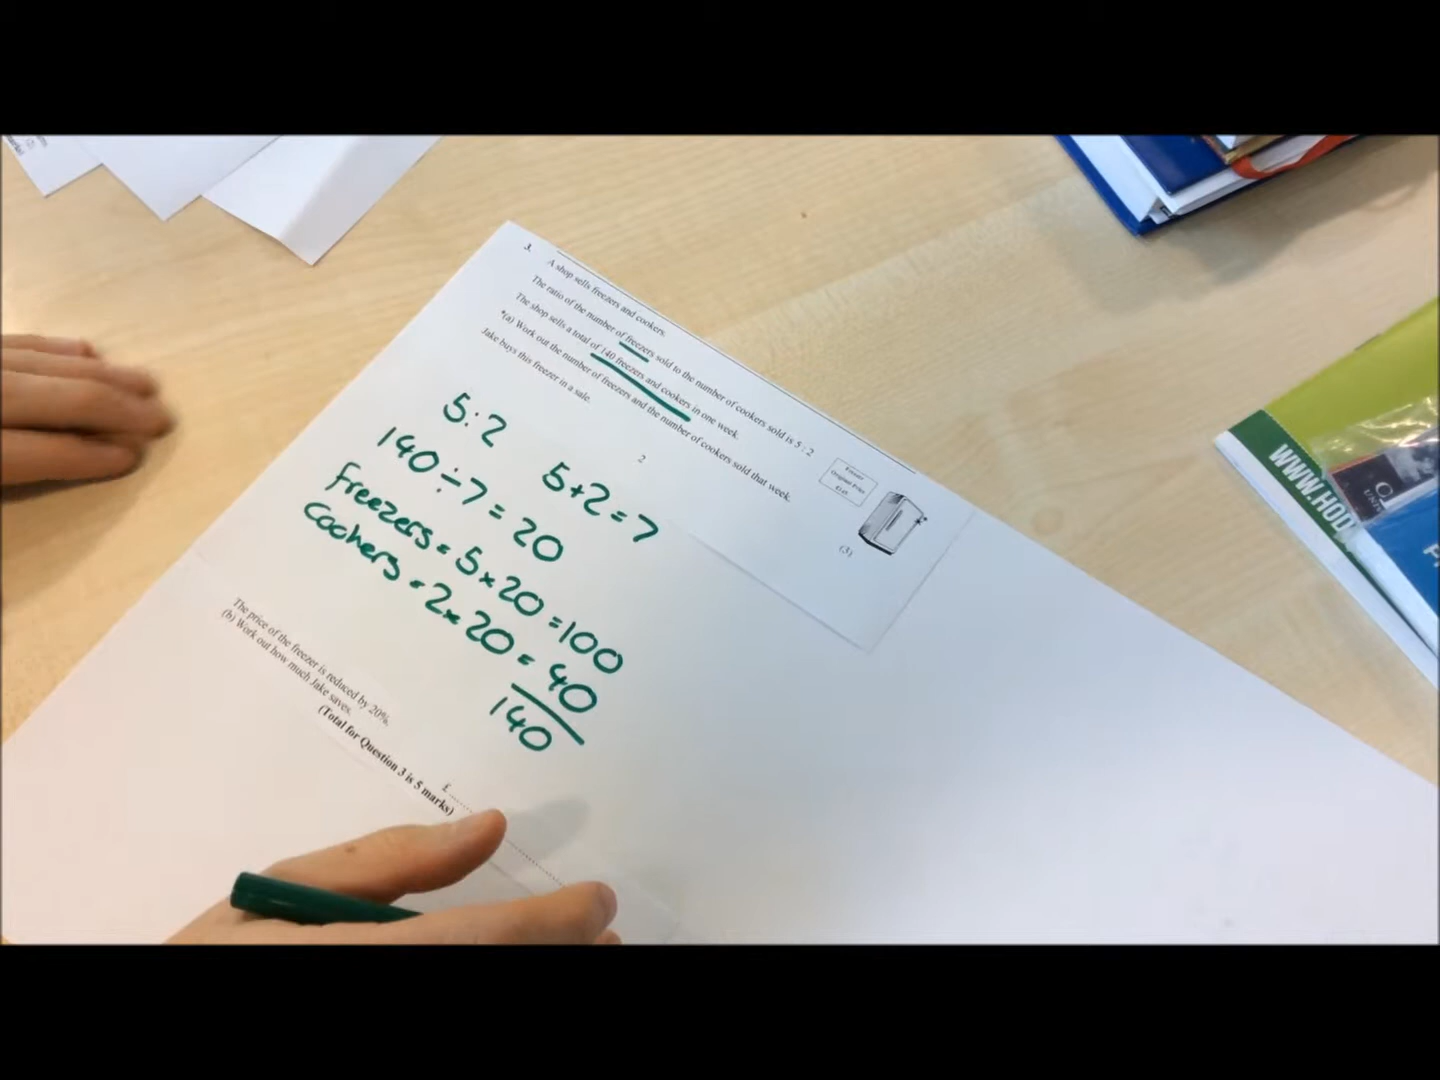 3.
A shop sells freezers and cookers.
The ratio of the number of freezers sold to the number of cookers sold is 5 : 2
The shop sells a total of 140 freezers and cookers in one week.
*(a) Work out the number of freezers and the number of cookers sold that week.
(3)
Jake buys this freezer in a sale.
Freezer
Original Price
2
5:2
5+2=7
140÷7=20
freezers=5×20=100
Cookers=2×20=40
140
The price of the freezer is reduced by 20%.
(b) Work out how much Jake saves.
£
(Total for Question 3 is 5 marks)
WWW.HOD